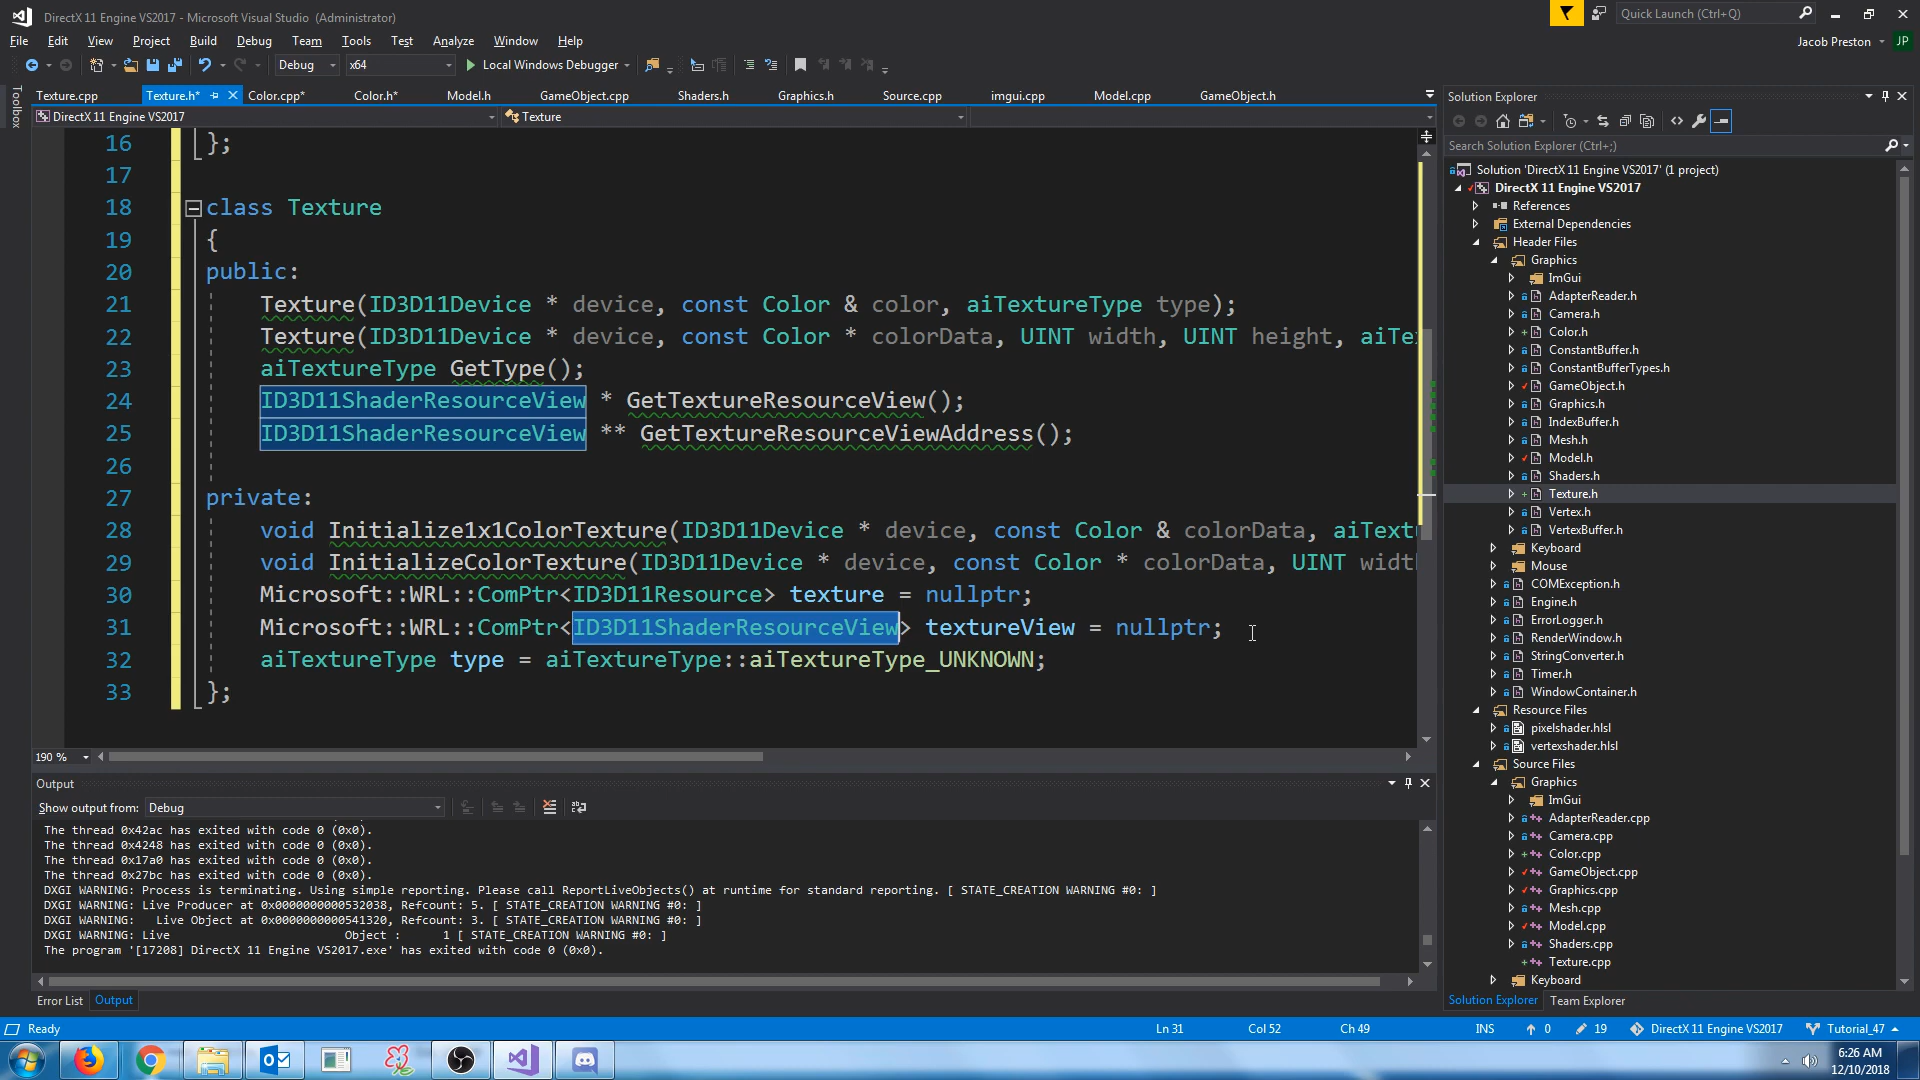 DirectX 11 Engine VS2017 - Microsoft Visual Studio (Administrator)
Quick Launch (Ctrl+Q)
File Edit View Project Build Debug Team Tools Test Analyze Window Help
Jacob Preston JP
Debug x64 Local Windows Debugger
Toolbox
Texture.cpp Texture.h* Color.cpp* Color.h* Model.h GameObject.cpp Shaders.h Graphics.h Source.cpp imgui.cpp Model.cpp GameObject.h
DirectX 11 Engine VS2017 Texture
16 };
17
18 class Texture
19 {
20 public:
21 Texture(ID3D11Device * device, const Color & color, aiTextureType type);
22 Texture(ID3D11Device * device, const Color * colorData, UINT width, UINT height, aiTe
23 aiTextureType GetType();
24 ID3D11ShaderResourceView * GetTextureResourceView();
25 ID3D11ShaderResourceView ** GetTextureResourceViewAddress();
26
27 private:
28 void Initialize1x1ColorTexture(ID3D11Device * device, const Color & colorData, aiText
29 void InitializeColorTexture(ID3D11Device * device, const Color * colorData, UINT widt
30 Microsoft::WRL::ComPtr<ID3D11Resource> texture = nullptr;
31 Microsoft::WRL::ComPtr<ID3D11ShaderResourceView> textureView = nullptr;
32 aiTextureType type = aiTextureType::aiTextureType_UNKNOWN;
33 };
190 %
Output
Show output from: Debug
The thread 0x42ac has exited with code 0 (0x0).
The thread 0x4248 has exited with code 0 (0x0).
The thread 0x17a0 has exited with code 0 (0x0).
The thread 0x27bc has exited with code 0 (0x0).
DXGI WARNING: Process is terminating. Using simple reporting. Please call ReportLiveObjects() at runtime for standard reporting. [ STATE_CREATION WARNING #0: ]
DXGI WARNING: Live Producer at 0x0000000000532038, Refcount: 5. [ STATE_CREATION WARNING #0: ]
DXGI WARNING: Live Object at 0x0000000000541320, Refcount: 3. [ STATE_CREATION WARNING #0: ]
DXGI WARNING: Live Object : 1 [ STATE_CREATION WARNING #0: ]
The program '[17208] DirectX 11 Engine VS2017.exe' has exited with code 0 (0x0).
Error List Output
Solution Explorer
Search Solution Explorer (Ctrl+;)
Solution 'DirectX 11 Engine VS2017' (1 project)
DirectX 11 Engine VS2017
References
External Dependencies
Header Files
Graphics
ImGui
AdapterReader.h
Camera.h
Color.h
ConstantBuffer.h
ConstantBufferTypes.h
GameObject.h
Graphics.h
IndexBuffer.h
Mesh.h
Model.h
Shaders.h
Texture.h
Vertex.h
VertexBuffer.h
Keyboard
Mouse
COMException.h
Engine.h
ErrorLogger.h
RenderWindow.h
StringConverter.h
Timer.h
WindowContainer.h
Resource Files
pixelshader.hlsl
vertexshader.hlsl
Source Files
Graphics
ImGui
AdapterReader.cpp
Camera.cpp
Color.cpp
GameObject.cpp
Graphics.cpp
Mesh.cpp
Model.cpp
Shaders.cpp
Texture.cpp
Keyboard
Solution Explorer Team Explorer
Ready Ln 31 Col 52 Ch 49 INS 0 19 DirectX 11 Engine VS2017 Tutorial_47
6:26 AM
12/10/2018